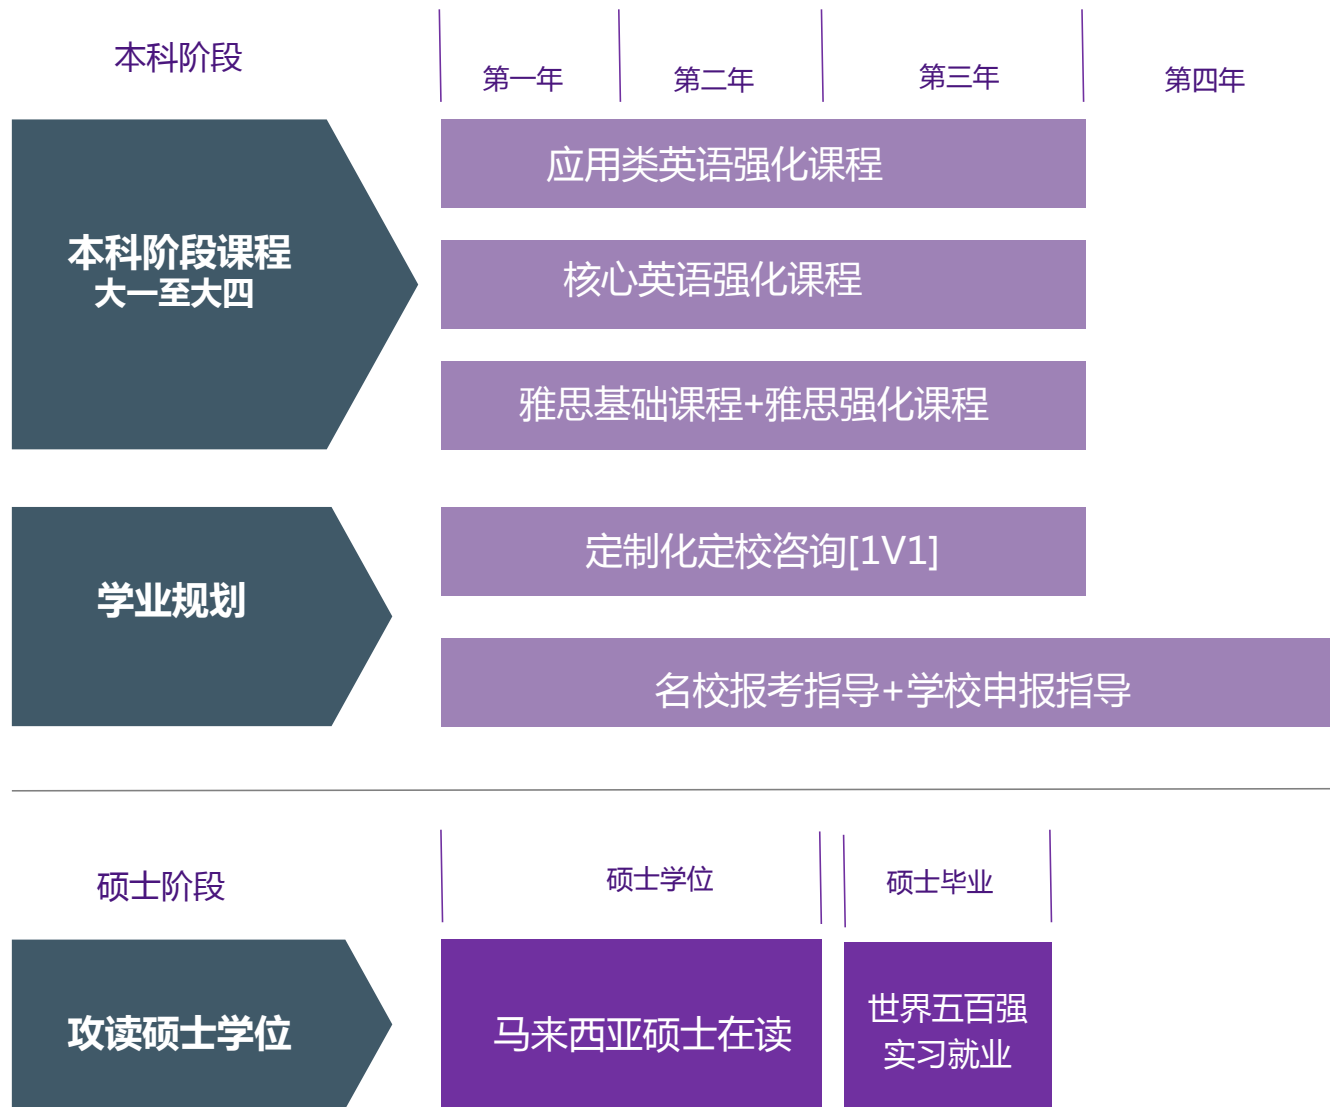 本科阶段
第一年
第二年
第三年
第四年
本科阶段课程
大一至大四
应用类英语强化课程
核心英语强化课程
雅思基础课程+雅思强化课程
学业规划
定制化定校咨询[1V1]
名校报考指导+学校申报指导
硕士阶段
硕士学位
硕士毕业
攻读硕士学位
马来西亚硕士在读
世界五百强
实习就业